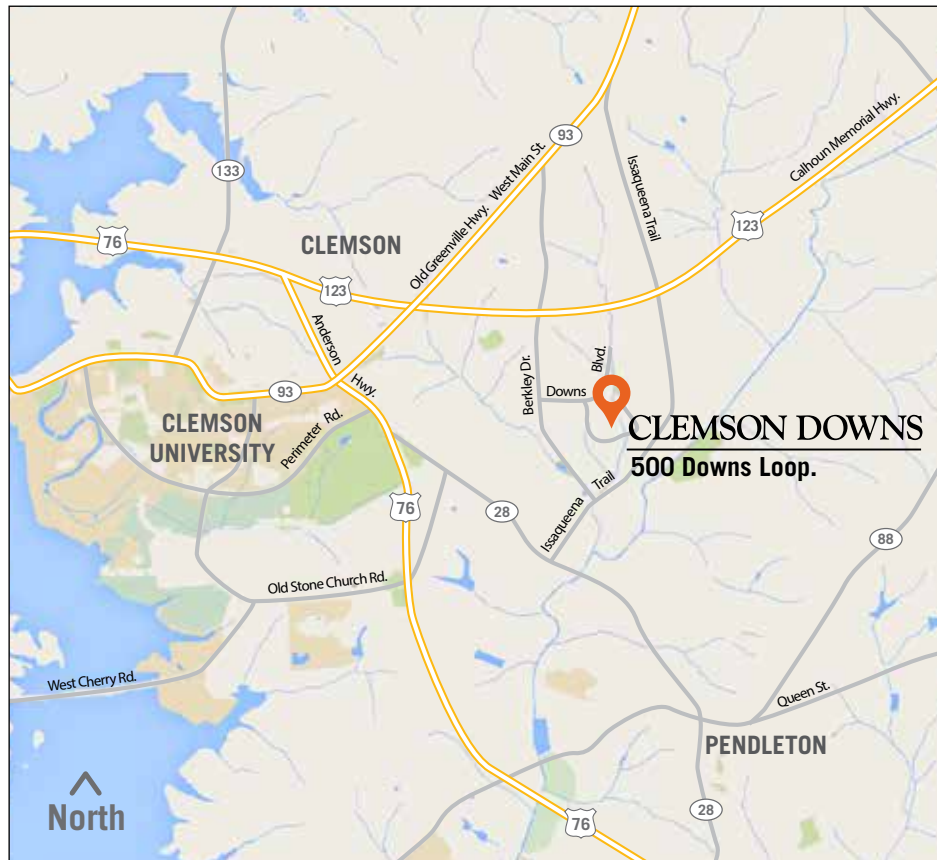 93
133
Old Greenville Hwy. West Main St.
Issaqueena Trail
Calhoun Memorial Hwy.
76
CLEMSON
123
123
Anderson
Hwy.
Berkley Dr.
Blvd.
Downs
93
CLEMSON
UNIVERSITY
Perimeter Rd.
CLEMSON DOWNS
500 Downs Loop.
76
28
Issaqueena Trail
88
Old Stone Church Rd.
West Cherry Rd.
Queen St.
PENDLETON
North
28
76